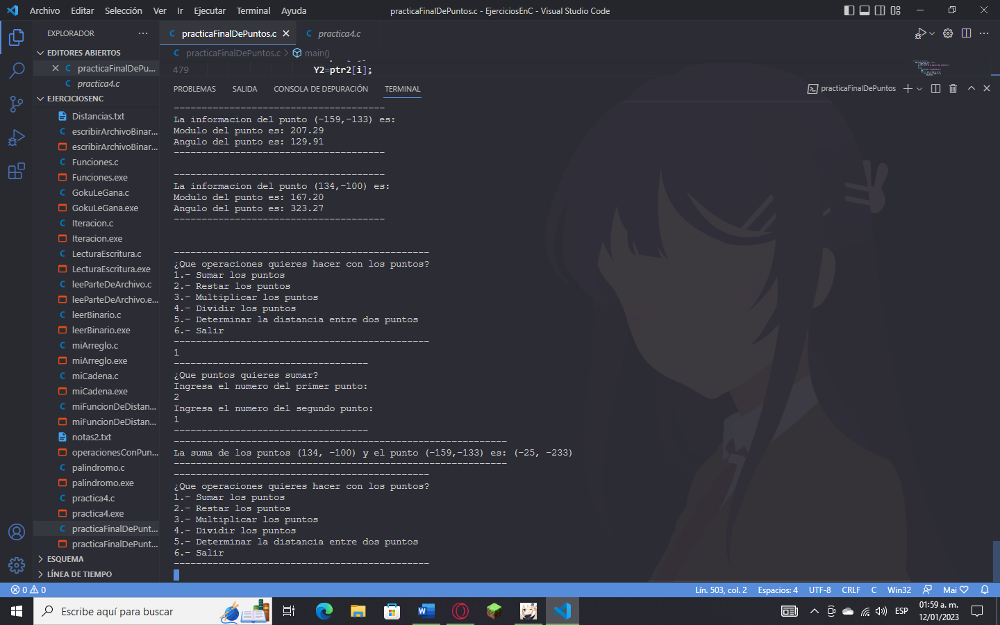 Archivo Editar Selección Ver Ir Ejecutar Terminal Ayuda practicaFinalDePuntos.c - EjerciciosEnC - Visual Studio Code
EXPLORADOR
EDITORES ABIERTOS
practicaFinalDePu...
practica4.c
EJERCICIOSENC
Distancias.txt
escribirArchivoBinar...
escribirArchivoBinar...
Funciones.c
Funciones.exe
GokuLeGana.c
GokuLeGana.exe
Iteracion.c
Iteracion.exe
LecturaEscritura.c
LecturaEscritura.exe
leeParteDeArchivo.c
leeParteDeArchivo.e...
leerBinario.c
leerBinario.exe
miArreglo.c
miArreglo.exe
miCadena.c
miCadena.exe
miFuncionDeDistan...
miFuncionDeDistan...
notas2.txt
operacionesConPun...
palindromo.c
palindromo.exe
practica4.c
practica4.exe
practicaFinalDePunt...
practicaFinalDePunt...
ESQUEMA
LÍNEA DE TIEMPO
practicaFinalDePuntos.c practica4.c
practicaFinalDePuntos.c > main()
479 Y2=ptr2[i];
PROBLEMAS SALIDA CONSOLA DE DEPURACIÓN TERMINAL practicaFinalDePuntos
--------------------------------------
La informacion del punto (-159,-133) es:
Modulo del punto es: 207.29
Angulo del punto es: 129.91
--------------------------------------
--------------------------------------
La informacion del punto (134,-100) es:
Modulo del punto es: 167.20
Angulo del punto es: 323.27
--------------------------------------
----------------------------------------------
¿Que operaciones quieres hacer con los puntos?
1.- Sumar los puntos
2.- Restar los puntos
3.- Multiplicar los puntos
4.- Dividir los puntos
5.- Determinar la distancia entre dos puntos
6.- Salir
----------------------------------------------
1
-----------------------------------
¿Que puntos quieres sumar?
Ingresa el numero del primer punto:
2
Ingresa el numero del segundo punto:
1
-----------------------------------
------------------------------------------------------------
La suma de los puntos (134, -100) y el punto (-159,-133) es: (-25, -233)
------------------------------------------------------------
----------------------------------------------
¿Que operaciones quieres hacer con los puntos?
1.- Sumar los puntos
2.- Restar los puntos
3.- Multiplicar los puntos
4.- Dividir los puntos
5.- Determinar la distancia entre dos puntos
6.- Salir
----------------------------------------------
0 0 Lín. 503, col. 2 Espacios: 4 UTF-8 CRLF C Win32 Mai ♡
Escribe aquí para buscar
ESP
01:59 a. m.
12/01/2023